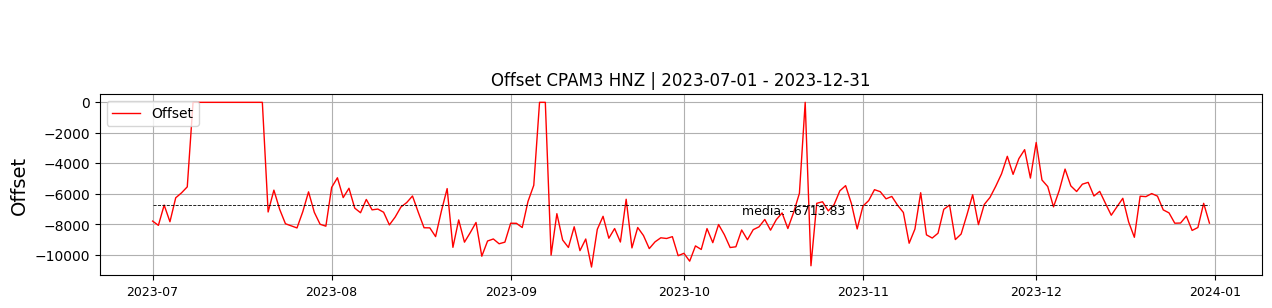 Offset CPAM3 HNZ | 2023-07-01 - 2023-12-31
Offset
Offset
0
−2000
−4000
−6000
−8000
−10000
media: -6713.83
2023-07 2023-08 2023-09 2023-10 2023-11 2023-12 2024-01